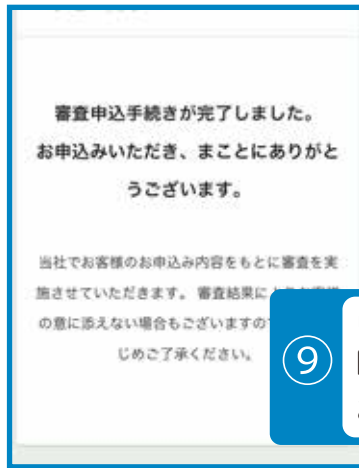 審査申込手続きが完了しました。
お申込みいただき、まことにありがと
うございます。
当社でお客様のお申込み内容をもとに審査を実
施させていただきます。 審査結果に
の意に添えない場合もございますので
じめご了承ください。
⑨